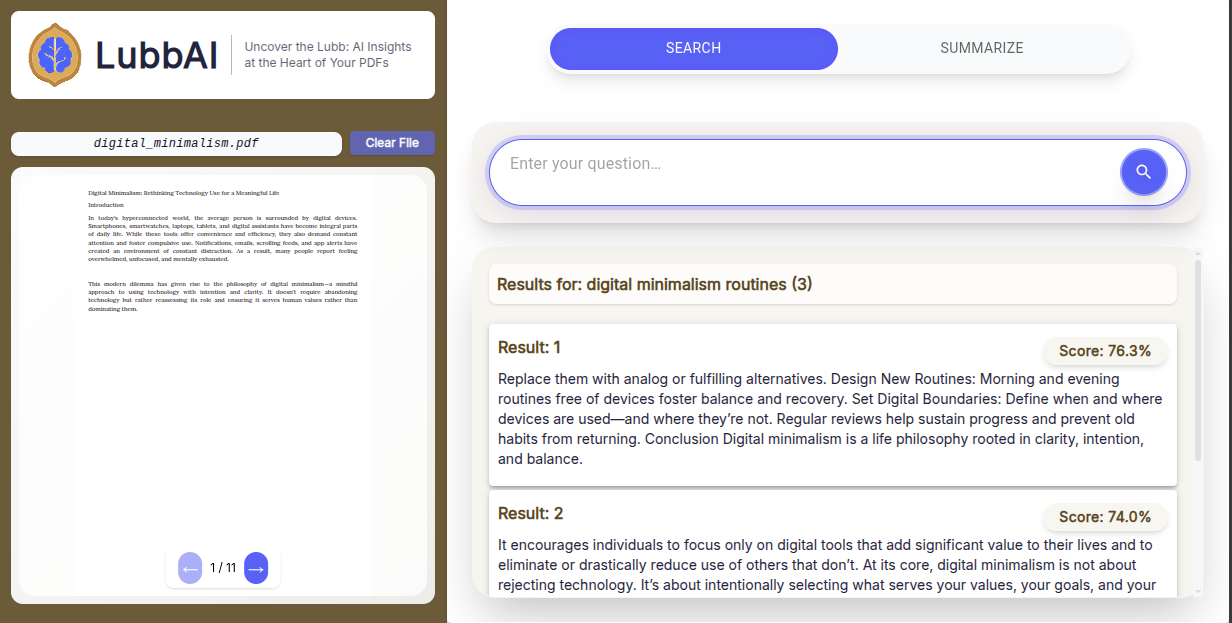 LubbAI
Uncover the Lubb: AI Insights
at the Heart of Your PDFs
digital_minimalism.pdf
Clear File
Digital Minimalism: Rethinking Technology Use for a Meaningful Life
Introduction
In today's hyperconnected world, the average person is surrounded by digital devices.
Smartphones, smartwatches, laptops, tablets, and digital assistants have become integral parts
of daily life. While these tools offer convenience and efficiency, they also demand constant
attention and foster compulsive use. Notifications, emails, scrolling feeds, and app alerts have
created an environment of constant distraction. As a result, many people report feeling
overwhelmed, unfocused, and mentally exhausted.
This modern dilemma has given rise to the philosophy of digital minimalism—a mindful
approach to using technology with intention and clarity. It doesn't require abandoning
technology but rather reassessing its role and ensuring it serves human values rather than
dominating them.
← 1 / 11 →
SEARCH
SUMMARIZE
Enter your question...
Results for: digital minimalism routines (3)
Result: 1
Score: 76.3%
Replace them with analog or fulfilling alternatives. Design New Routines: Morning and evening
routines free of devices foster balance and recovery. Set Digital Boundaries: Define when and where
devices are used—and where they’re not. Regular reviews help sustain progress and prevent old
habits from returning. Conclusion Digital minimalism is a life philosophy rooted in clarity, intention,
and balance.
Result: 2
Score: 74.0%
It encourages individuals to focus only on digital tools that add significant value to their lives and to
eliminate or drastically reduce use of others that don’t. At its core, digital minimalism is not about
rejecting technology. It’s about intentionally selecting what serves your values, your goals, and your